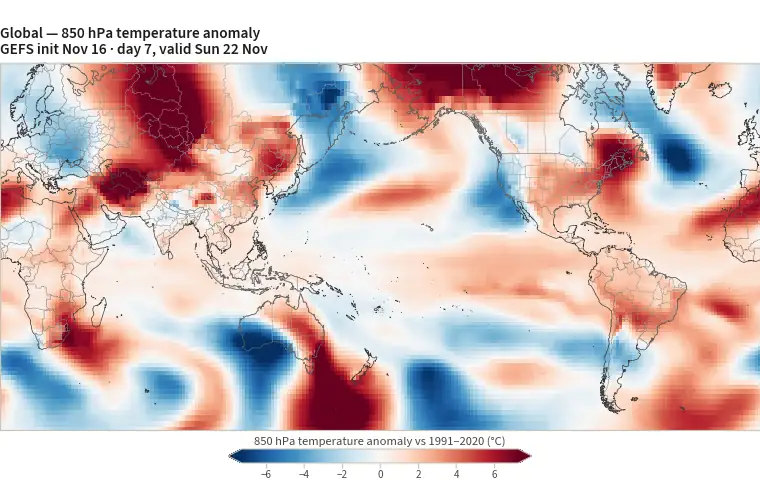 Global — 850 hPa temperature anomaly
GEFS init Nov 16 · day 7, valid Sun 22 Nov
850 hPa temperature anomaly vs 1991–2020 (°C)
−6 −4 −2 0 2 4 6